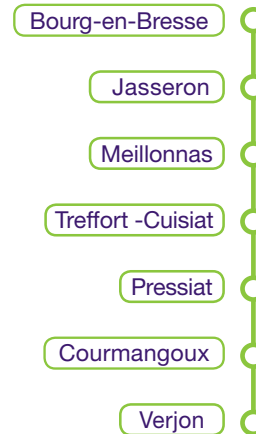 Bourg-en-Bresse
Jasseron
Meillonnas
Treffort -Cuisiat
Pressiat
Courmangoux
Verjon